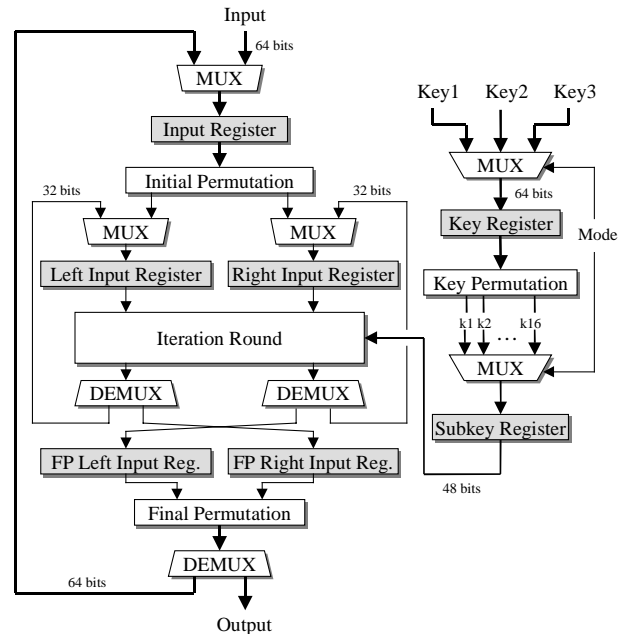 Input
64 bits
MUX
Input Register
Initial Permutation
32 bits
32 bits
MUX
MUX
Left Input Register
Right Input Register
Iteration Round
DEMUX
DEMUX
FP Left Input Reg.
FP Right Input Reg.
Final Permutation
DEMUX
64 bits
Output
Key1
Key2
Key3
MUX
64 bits
Key Register
Mode
Key Permutation
k1 k2 ... k16
MUX
Subkey Register
48 bits